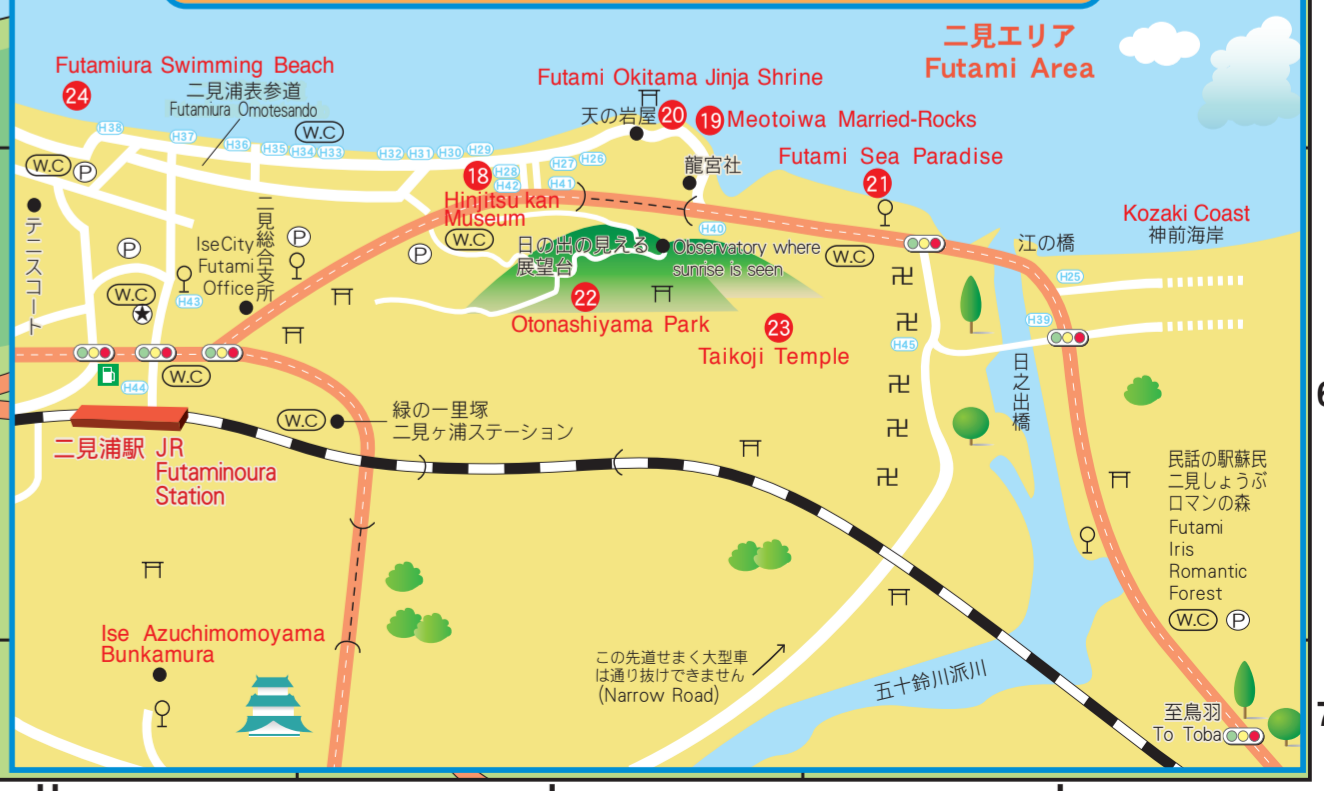 二見エリア
Futami Area
Futamiura Swimming Beach
24
二見浦表参道
Futamiura Omotesando
Futami Okitama Jinja Shrine
天の岩屋
20
19
Meotoiwa Married-Rocks
H38
H37
H36
H35
H34
H33
W.C
H32
H31
H30
H29
H28
H42
H27
H26
H41
W.C
P
18
Hinjitsu kan
Museum
W.C
P
龍宮社
Futami Sea Paradise
21
Kozaki Coast
神前海岸
テニスコート
P
二見総合支所
P
Ise City
Futami
Office
H43
W.C
日の出の見える
展望台
Observatory where
sunrise is seen
H40
W.C
江の橋
H25
H39
22
Otonashiyama Park
23
Taikoji Temple
卍
卍
H45
卍
卍
卍
日之出橋
W.C
H44
二見浦駅 JR
Futaminoura
Station
W.C
緑の一里塚
二見ヶ浦ステーション
民話の駅蘇民
二見しょうぶ
ロマンの森
Futami
Iris
Romantic
Forest
W.C
P
Ise Azuchimomoyama
Bunkamura
この先道せまく大型車
は通り抜けできません
(Narrow Road)
五十鈴川派川
至鳥羽
To Toba